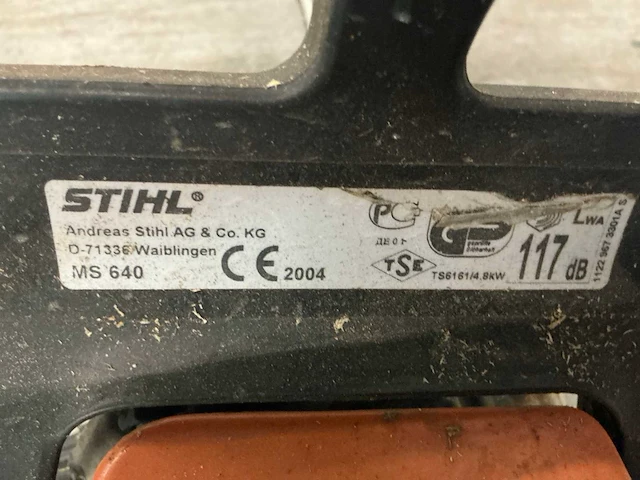 STIHL®
Andreas Stihl AG & Co. KG
D-71336 Waiblingen
MS 640
CE 2004
TSE
TS6161/4,8kW
LWA
117 dB